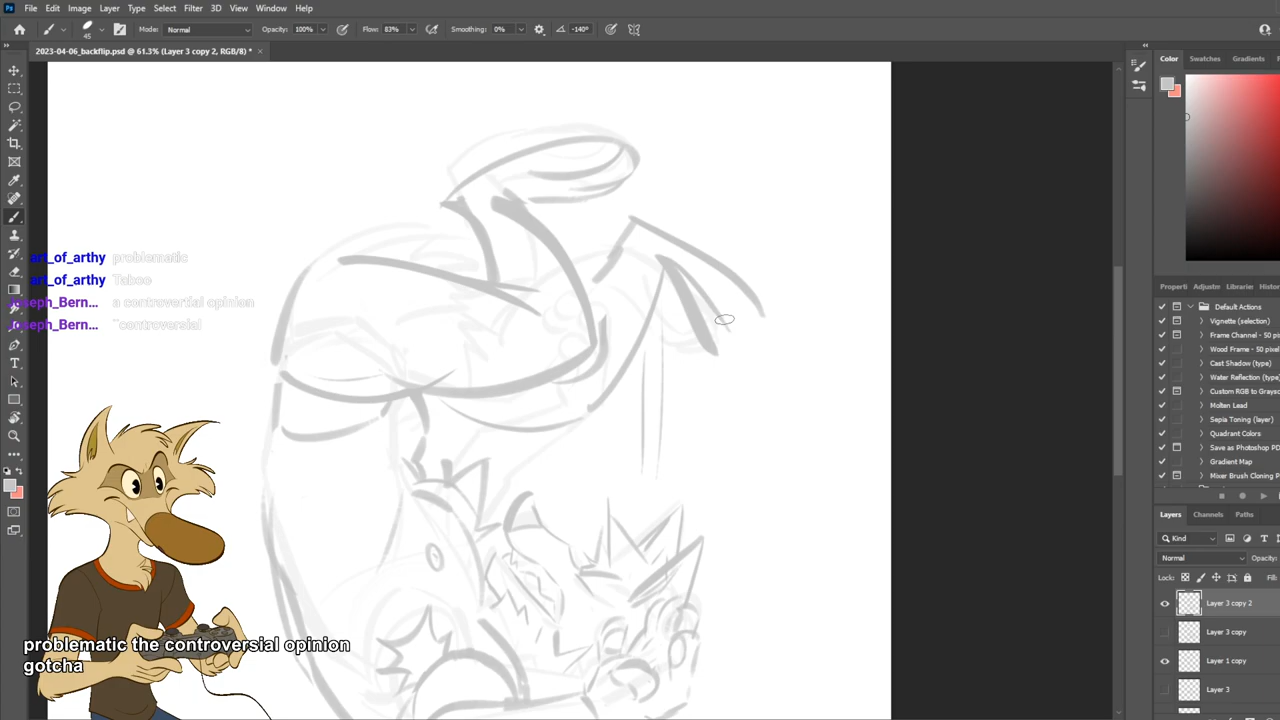 File Edit Image Layer Type Select Filter 3D View Window Help
45 Mode: Normal Opacity: 100% Flow: 83% Smoothing: 0% -140°
2023-04-06_backflip.psd @ 61.3% (Layer 3 copy 2, RGB/8) *
Color Swatches Gradients
art_of_arthy problematic
art_of_arthy Taboo
Joseph_Bern... a controvertial opinion
Joseph_Bern... *controversial
Properti Adjustm Librarie Histor
Default Actions
Vignette (selection)
Frame Channel - 50 pix
Wood Frame - 50 pixel
Cast Shadow (type)
Water Reflection (type)
Custom RGB to Graysc
Molten Lead
Sepia Toning (layer)
Quadrant Colors
Save as Photoshop PD
Gradient Map
Mixer Brush Cloning P
Layers Channels Paths
Kind
Normal Opacity:
Lock: Fill:
Layer 3 copy 2
Layer 3 copy
Layer 1 copy
Layer 3
problematic the controversial opinion
gotcha